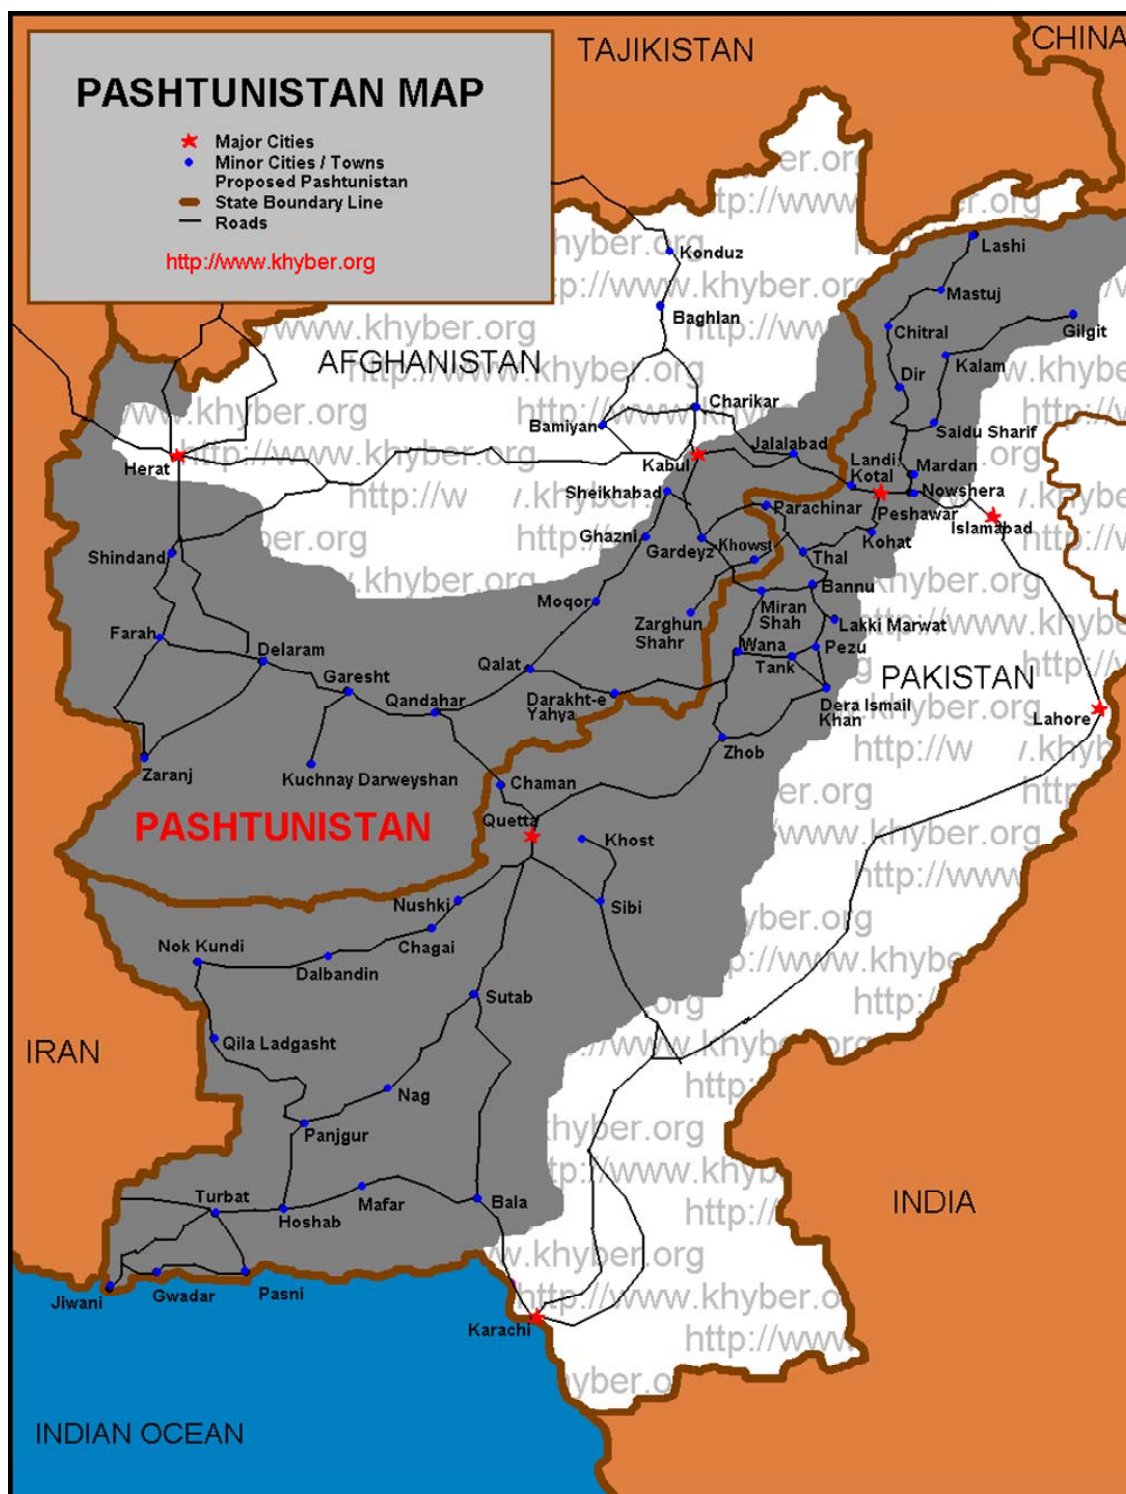 PASHTUNISTAN MAP
Major Cities
Minor Cities / Towns
Proposed Pashtunistan
State Boundary Line
Roads
http://www.khyber.org
TAJIKISTAN
CHINA
Konduz
Lashi
Mastuj
Baghlan
Chitral
Gilgit
AFGHANISTAN
Kalam
Dir
Charikar
Bamiyan
Saidu Sharif
Jalalabad
Herat
Kabul
Landi
Kotal
Mardan
Sheikhabad
Nowshera
Parachinar
Peshawar
Islamabad
Ghazni
Gardeyz
Khowst
Kohat
Shindand
Thal
Bannu
Moqor
Miran
Shah
Zarghun
Shahr
Lakki Marwat
Farah
Delaram
Wana
Pezu
Qalat
Tank
PAKISTAN
Garesht
Qandahar
Darakht-e
Yahya
Dera Ismail
Khan
Lahore
Zhob
Zaranj
Kuchnay Darweyshan
Chaman
PASHTUNISTAN
Quetta
Khost
Nushki
Sibi
Nok Kundi
Chagai
Dalbandin
Sutab
IRAN
Qila Ladgasht
Nag
Panjgur
Turbat
Mafar
Bala
INDIA
Hoshab
Jiwani
Gwadar
Pasni
Karachi
INDIAN OCEAN